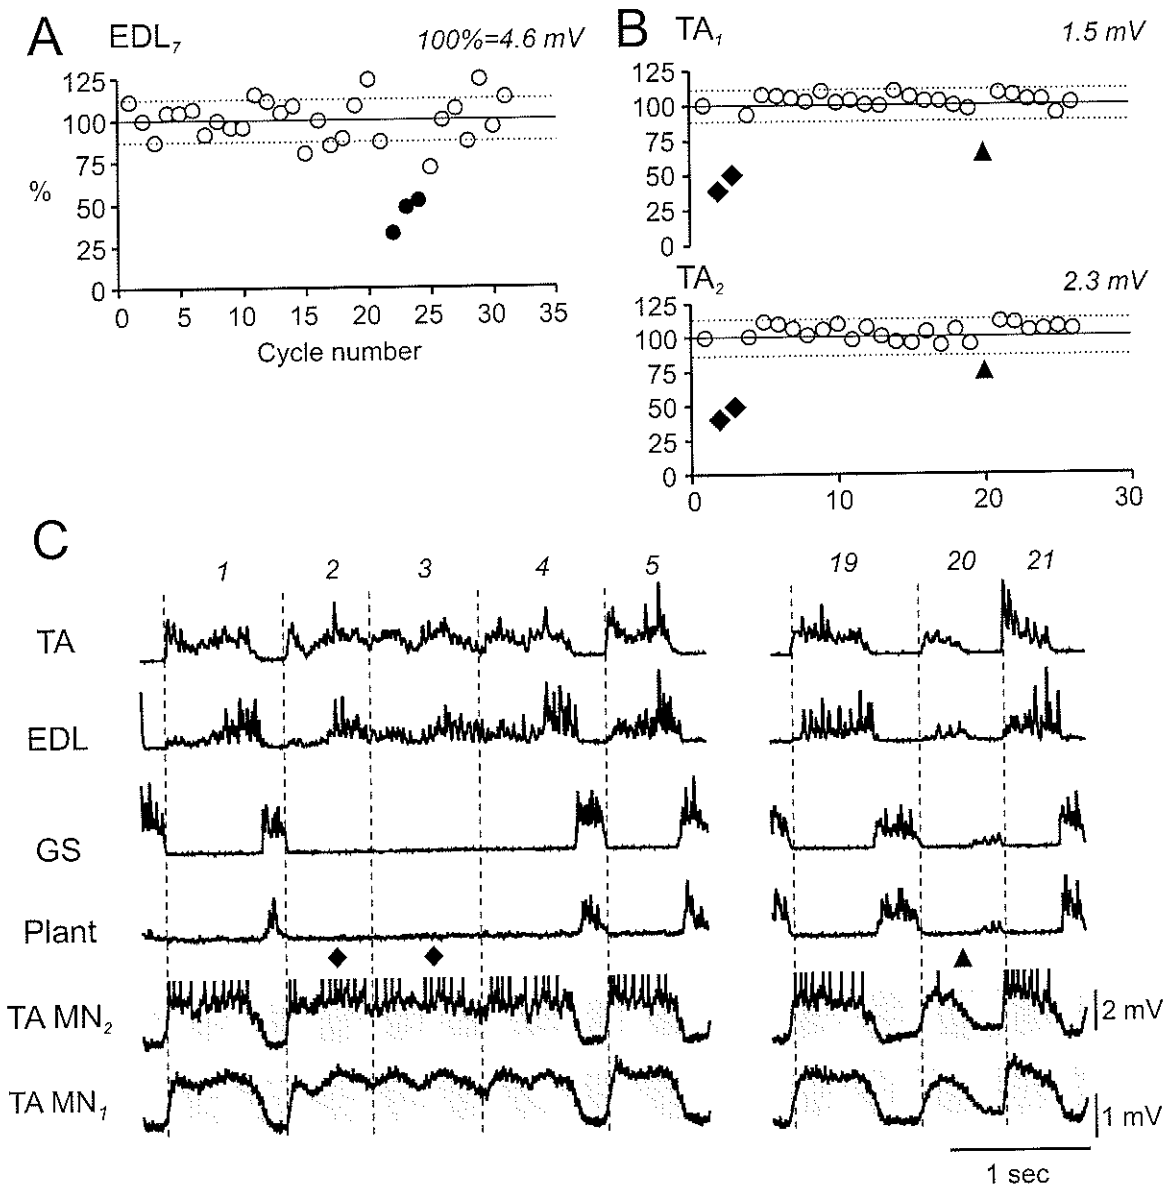 A EDL7 100%=4.6 mV
125
100
75
%
50
25
0
0 5 10 15 20 25 30 35
Cycle number
B TA1 1.5 mV
125
100
75
50
25
0
TA2 2.3 mV
125
100
75
50
25
0
0 10 20 30
C
1 2 3 4 5 19 20 21
TA
EDL
GS
Plant
TA MN2 2 mV
TA MN1 1 mV
1 sec